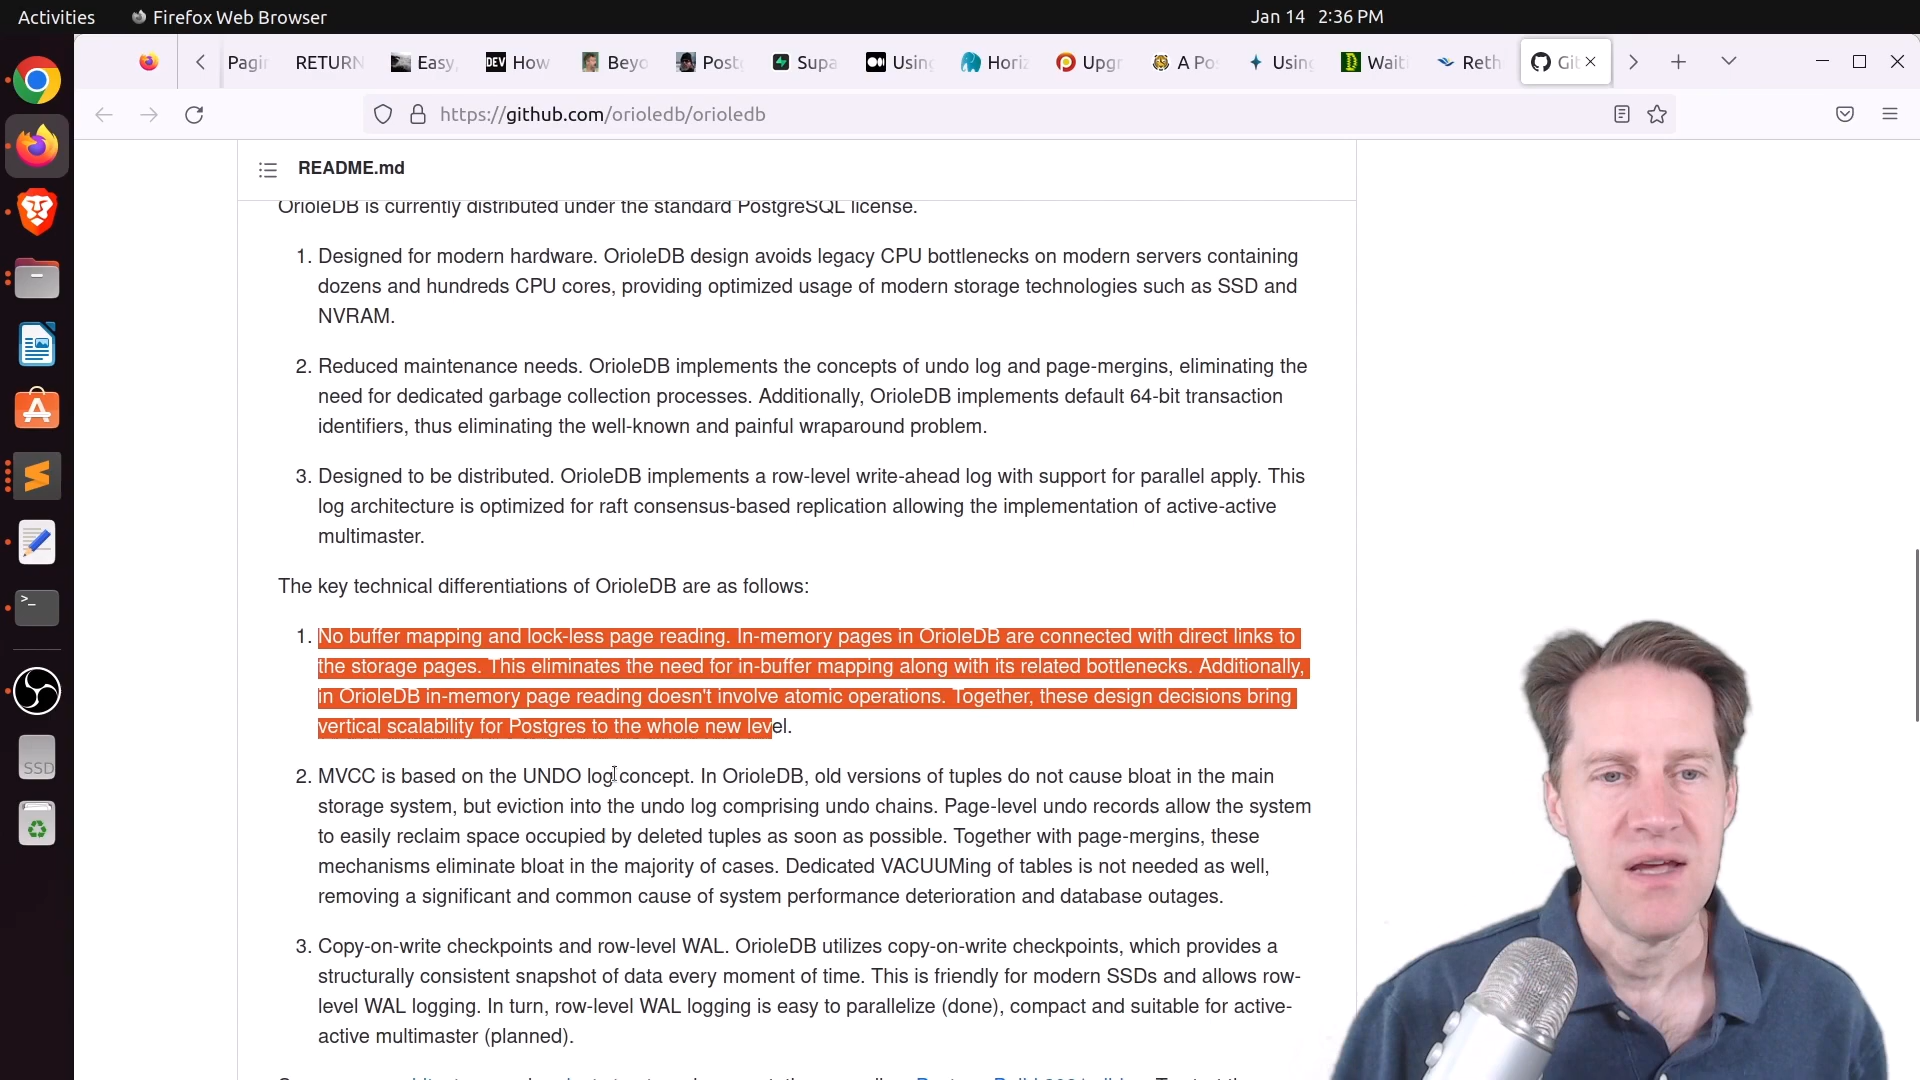 Activities Firefox Web Browser Jan 14 2:36 PM
Pagin RETURN Easy, DEV How Beyo Post Supa Using Horiz Upgr A Po Using Waiti Reth Git
https://github.com/orioledb/orioledb
README.md
OrioleDB is currently distributed under the standard PostgreSQL license.
1. Designed for modern hardware. OrioleDB design avoids legacy CPU bottlenecks on modern servers containing
dozens and hundreds CPU cores, providing optimized usage of modern storage technologies such as SSD and
NVRAM.
2. Reduced maintenance needs. OrioleDB implements the concepts of undo log and page-mergins, eliminating the
need for dedicated garbage collection processes. Additionally, OrioleDB implements default 64-bit transaction
identifiers, thus eliminating the well-known and painful wraparound problem.
3. Designed to be distributed. OrioleDB implements a row-level write-ahead log with support for parallel apply. This
log architecture is optimized for raft consensus-based replication allowing the implementation of active-active
multimaster.
The key technical differentiations of OrioleDB are as follows:
1. No buffer mapping and lock-less page reading. In-memory pages in OrioleDB are connected with direct links to
the storage pages. This eliminates the need for in-buffer mapping along with its related bottlenecks. Additionally,
in OrioleDB in-memory page reading doesn't involve atomic operations. Together, these design decisions bring
vertical scalability for Postgres to the whole new level.
2. MVCC is based on the UNDO log concept. In OrioleDB, old versions of tuples do not cause bloat in the main
storage system, but eviction into the undo log comprising undo chains. Page-level undo records allow the system
to easily reclaim space occupied by deleted tuples as soon as possible. Together with page-mergins, these
mechanisms eliminate bloat in the majority of cases. Dedicated VACUUMing of tables is not needed as well,
removing a significant and common cause of system performance deterioration and database outages.
3. Copy-on-write checkpoints and row-level WAL. OrioleDB utilizes copy-on-write checkpoints, which provides a
structurally consistent snapshot of data every moment of time. This is friendly for modern SSDs and allows row-
level WAL logging. In turn, row-level WAL logging is easy to parallelize (done), compact and suitable for active-
active multimaster (planned).
SSD